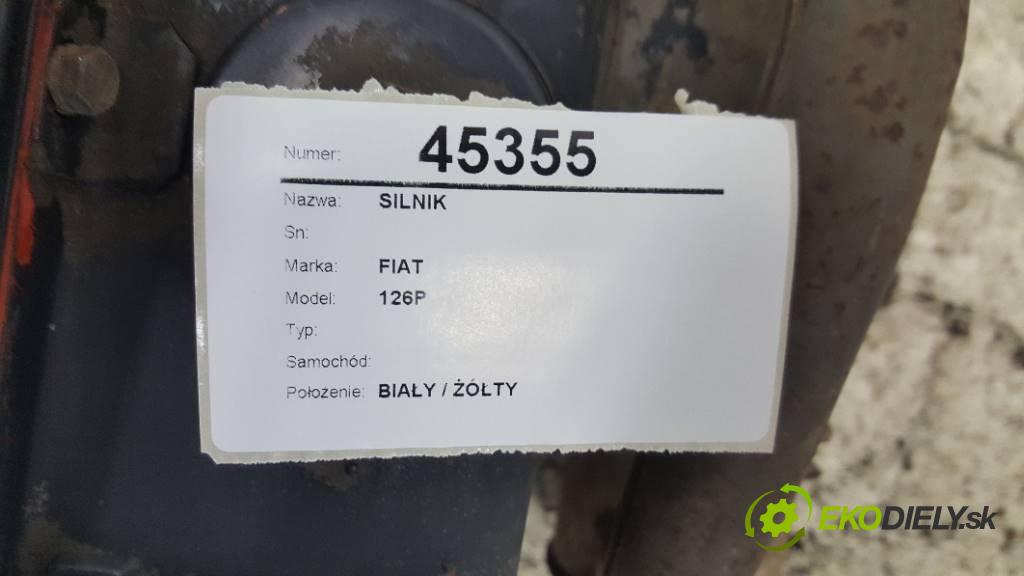 Numer: 45355
Nazwa: SILNIK
Sn:
Marka: FIAT
Model: 126P
Typ:
Samochód:
Położenie: BIAŁY / ŻÓŁTY
EKODIELY.sk